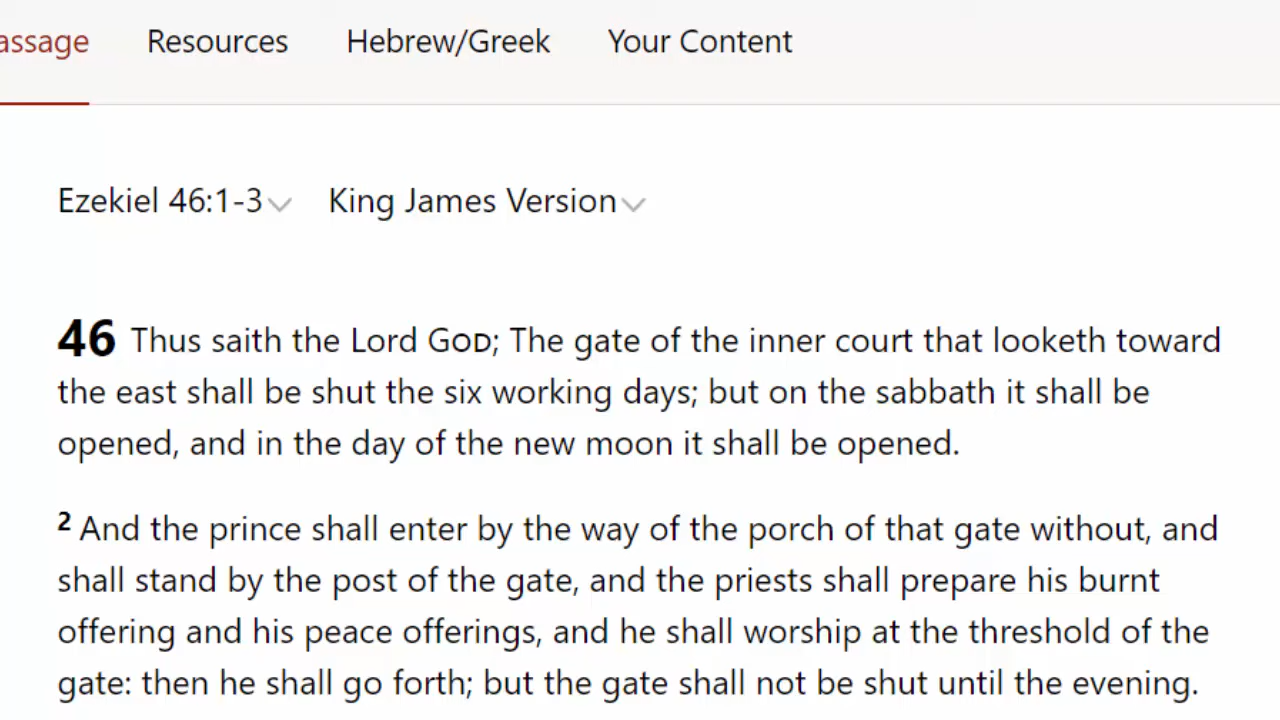 assage Resources Hebrew/Greek Your Content
Ezekiel 46:1-3 King James Version
46 Thus saith the Lord GOD; The gate of the inner court that looketh toward
the east shall be shut the six working days; but on the sabbath it shall be
opened, and in the day of the new moon it shall be opened.
2 And the prince shall enter by the way of the porch of that gate without, and
shall stand by the post of the gate, and the priests shall prepare his burnt
offering and his peace offerings, and he shall worship at the threshold of the
gate: then he shall go forth; but the gate shall not be shut until the evening.